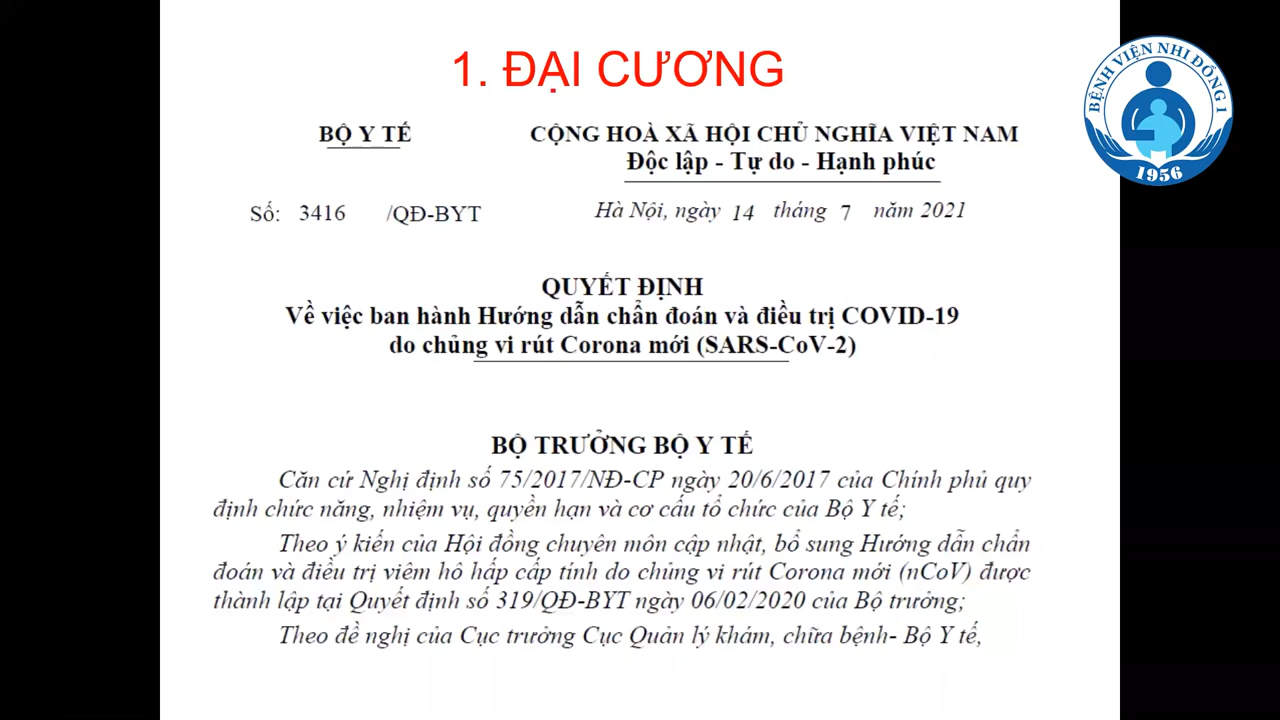 1. ĐẠI CƯƠNG
BỆNH VIỆN NHI ĐỒNG 1
1956
BỘ Y TẾ
CỘNG HOÀ XÃ HỘI CHỦ NGHĨA VIỆT NAM
Độc lập - Tự do - Hạnh phúc
Số: 3416 /QĐ-BYT
Hà Nội, ngày 14 tháng 7 năm 2021
QUYẾT ĐỊNH
Về việc ban hành Hướng dẫn chẩn đoán và điều trị COVID-19
do chủng vi rút Corona mới (SARS-CoV-2)
BỘ TRƯỞNG BỘ Y TẾ
Căn cứ Nghị định số 75/2017/NĐ-CP ngày 20/6/2017 của Chính phủ quy
định chức năng, nhiệm vụ, quyền hạn và cơ cấu tổ chức của Bộ Y tế;
Theo ý kiến của Hội đồng chuyên môn cập nhật, bổ sung Hướng dẫn chẩn
đoán và điều trị viêm hô hấp cấp tính do chủng vi rút Corona mới (nCoV) được
thành lập tại Quyết định số 319/QĐ-BYT ngày 06/02/2020 của Bộ trưởng;
Theo đề nghị của Cục trưởng Cục Quản lý khám, chữa bệnh- Bộ Y tế,